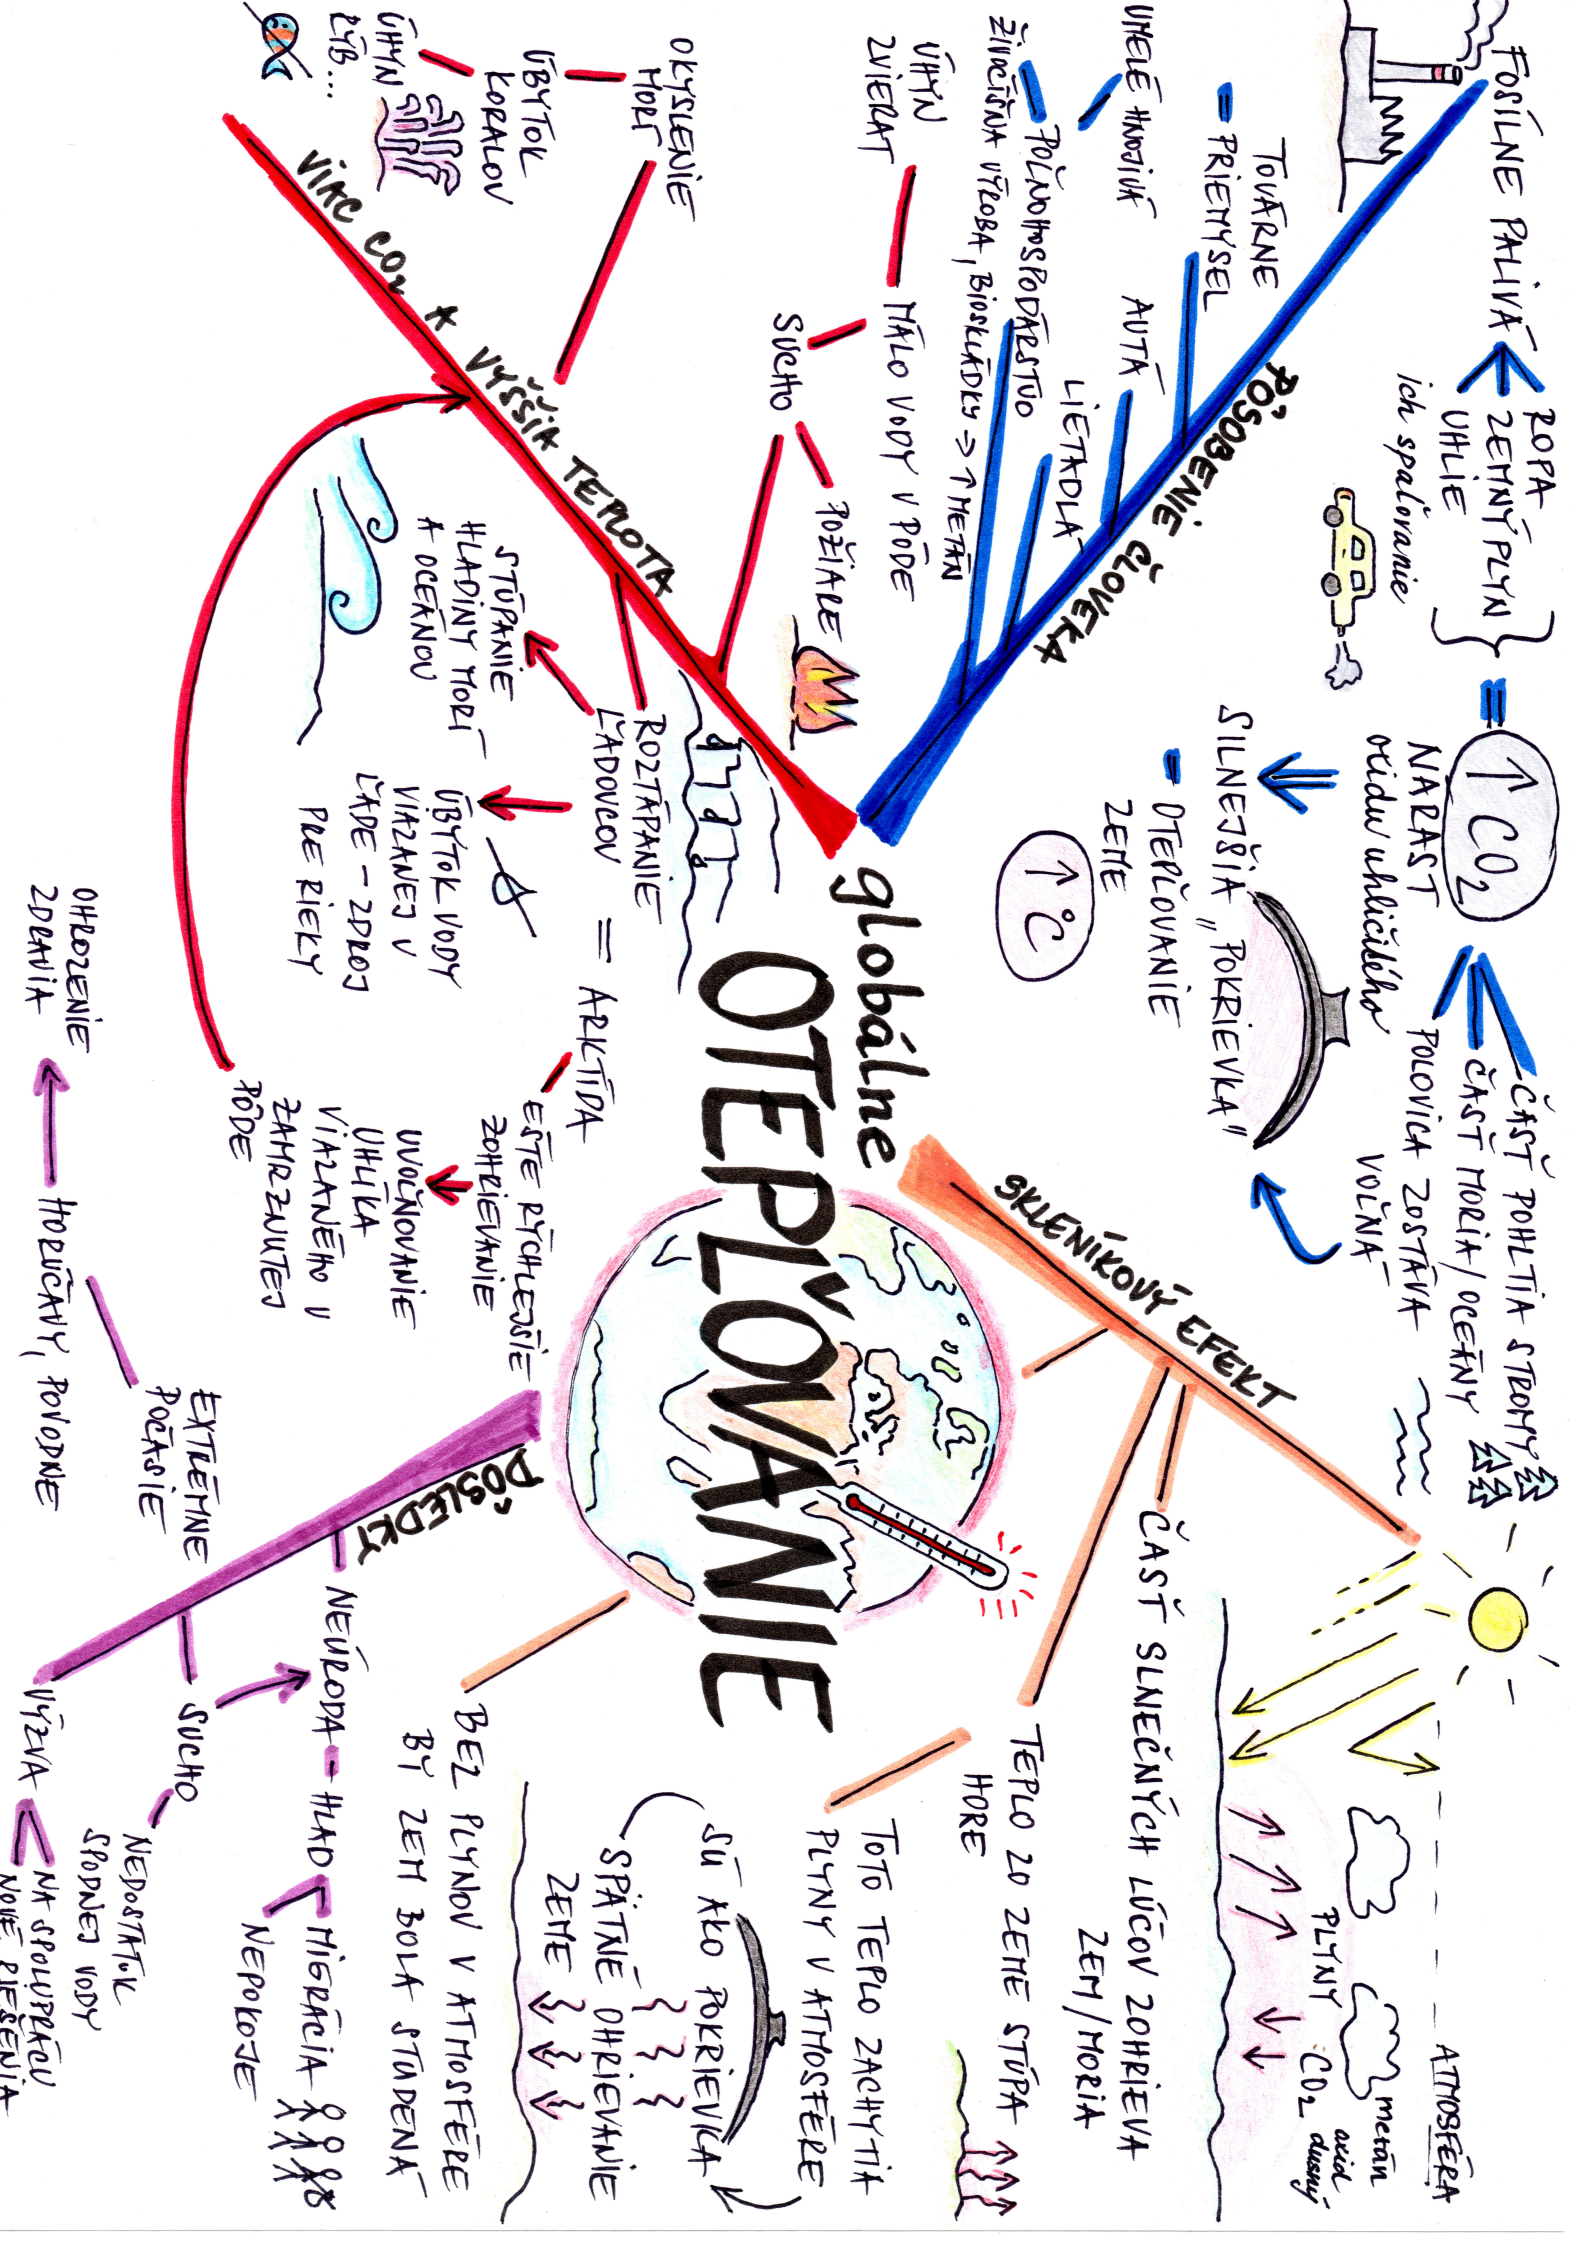 globálne
OTEPĽOVANIE
SKLENÍKOVÝ EFEKT
ATMOSFÉRA
metán
oxid
dusný
PLYNY CO2
ČASŤ SLNEČNÝCH LÚČOV ZOHRIEVA
ZEM/MORIA
TEPLO ZO ZEME STÚPA
HORE
TOTO TEPLO ZACHYTIA
PLYNY V ATMOSFÉRE
SÚ AKO POKRIEVKA
SPÄTNÉ OHRIEVANIE
ZEME
BEZ PLYNOV V ATMOSFÉRE
BY ZEM BOLA STUDENÁ
DÔSLEDKY
NEÚRODA - HLAD
MIGRÁCIA
NEPOKOJE
SUCHO
NEDOSTATOK
SPODNEJ VODY
VÝZVA
NA SPOLUPRÁCU
NOVÉ RIEŠENIA
EXTRÉMNE
POČASIE
HORÚČAVY, POVODNE
OHROZENIE
ZDRAVIA
PÔSOBENIE ČLOVEKA
FOSÍLNE PALIVÁ
ROPA
ZEMNÝ PLYN
UHLIE
ich spaľovanie
= ↑ CO2
NÁRAST
oxidu uhličitého
ČASŤ POHLTIA STROMY
ČASŤ MORIA/OCEÁNY
POLOVICA ZOSTÁVA
VOĽNÁ
SILNEJŠIA „POKRIEVKA"
- OTEPĽOVANIE
ZEME
↑ °C
TOVÁRNE
PRIEMYSEL
AUTÁ
LIETADLÁ
UMELÉ HNOJIVÁ
POĽNOHOSPODÁRSTVO
ŽIVOČÍŠNA VÝROBA, BIOSKLÁDKY => ↑ METÁN
VIAC CO2 A VYŠŠIA TEPLOTA
SUCHO
POŽIARE
MÁLO VODY V PÔDE
ÚHYN
ZVIERAT
OKYSLENIE
MORÍ
ÚBYTOK
KORALOV
ÚHYN
RÝB...
ROZTÁPANIE
ĽADOVCOV = ARKTÍDA
STÚPANIE
HLADINY MORÍ
A OCEÁNOV
ÚBYTOK VODY
VIAZANEJ V
ĽADE - ZDROJ
PRE RIEKY
EŠTE RÝCHLEJŠIE
ZOHRIEVANIE
UVOĽŇOVANIE
UHLÍKA
VIAZANÉHO V
ZAMRZNUTEJ
PÔDE